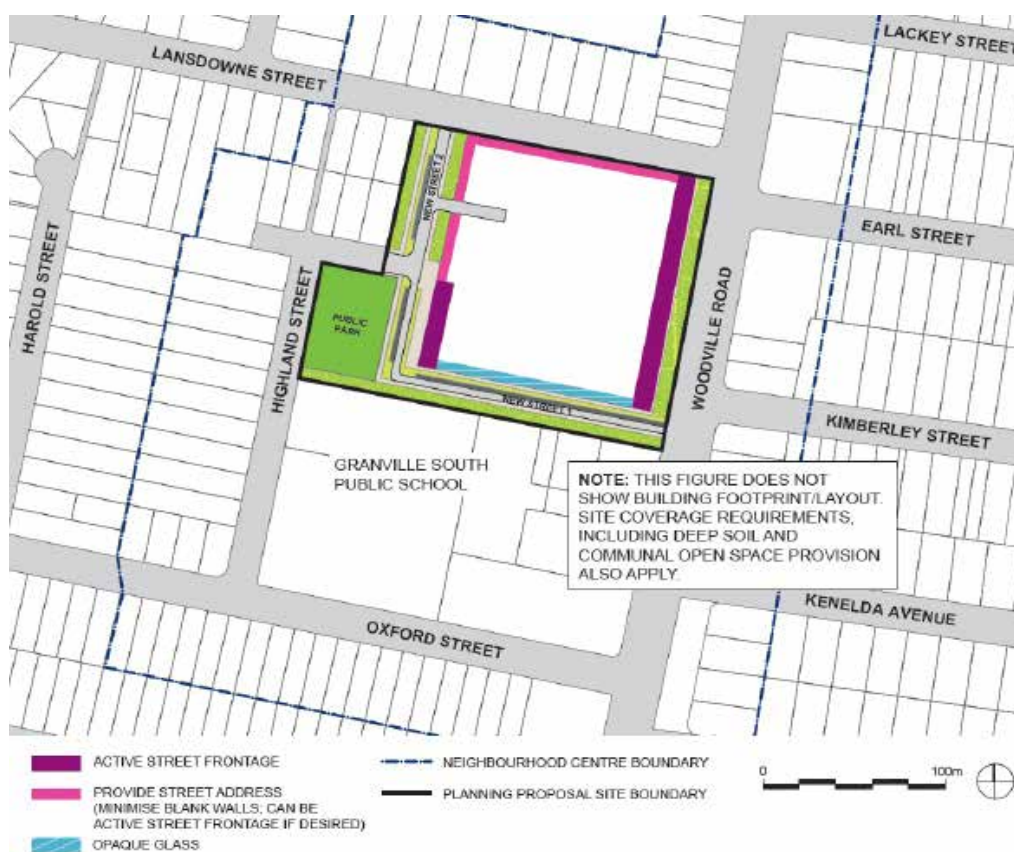 LACKEY STREET
LANSDOWNE STREET
NEW STREET 2
EARL STREET
HAROLD STREET
HIGHLAND STREET
PUBLIC
PARK
WOODVILLE ROAD
NEW STREET 1
KIMBERLEY STREET
GRANVILLE SOUTH
PUBLIC SCHOOL
NOTE: THIS FIGURE DOES NOT
SHOW BUILDING FOOTPRINT/LAYOUT.
SITE COVERAGE REQUIREMENTS,
INCLUDING DEEP SOIL AND
COMMUNAL OPEN SPACE PROVISION
ALSO APPLY.
KENELDA AVENUE
OXFORD STREET
ACTIVE STREET FRONTAGE
PROVIDE STREET ADDRESS
(MINIMISE BLANK WALLS; CAN BE
ACTIVE STREET FRONTAGE IF DESIRED)
OPAQUE GLASS
NEIGHBOURHOOD CENTRE BOUNDARY
PLANNING PROPOSAL SITE BOUNDARY
0 100m